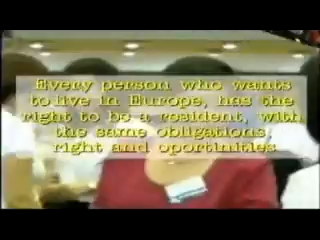 Every person who wants
to live in Europe, has the
right to be a resident, with
the same obligations,
right and oportinities